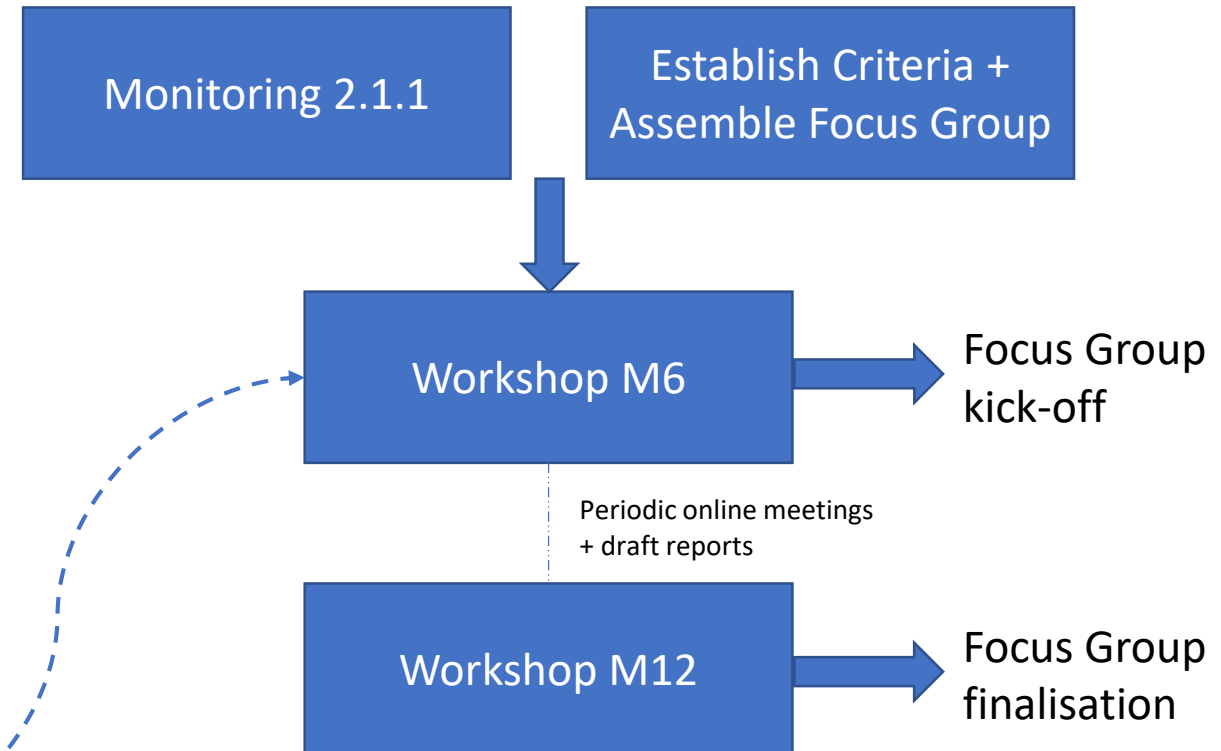 Monitoring 2.1.1
Establish Criteria +
Assemble Focus Group
Workshop M6
Focus Group
kick-off
Periodic online meetings
+ draft reports
Workshop M12
Focus Group
finalisation